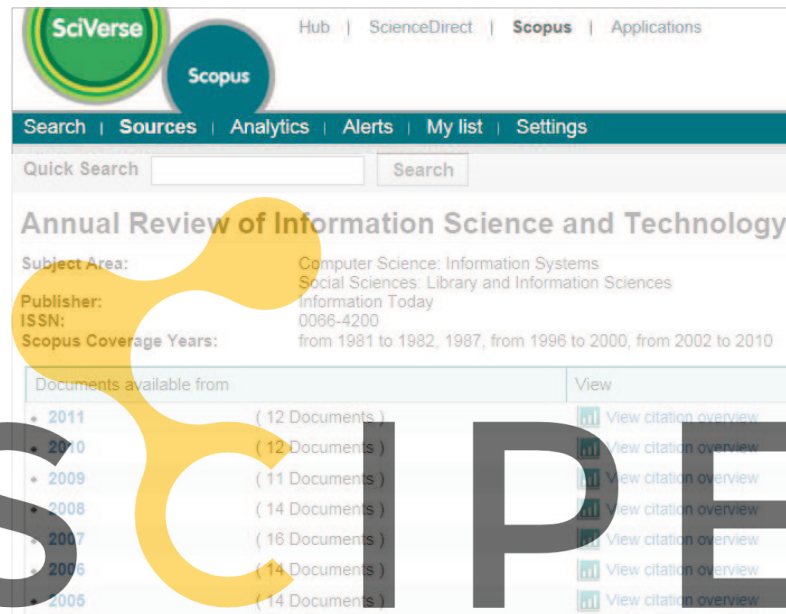 SciVerse
Hub | ScienceDirect | Scopus | Applications
Scopus
Search | Sources | Analytics | Alerts | My list | Settings
Quick Search Search
Annual Review of Information Science and Technology
Subject Area: Computer Science: Information Systems
Social Sciences: Library and Information Sciences
Publisher: Information Today
ISSN: 0066-4200
Scopus Coverage Years: from 1981 to 1982, 1987, from 1996 to 2000, from 2002 to 2010
Documents available from View
• 2011 ( 12 Documents ) View citation overview
• 2010 ( 12 Documents ) View citation overview
• 2009 ( 11 Documents ) View citation overview
• 2008 ( 14 Documents ) View citation overview
• 2007 ( 16 Documents ) View citation overview
• 2006 ( 14 Documents ) View citation overview
• 2005 ( 14 Documents ) View citation overview
SCIPE